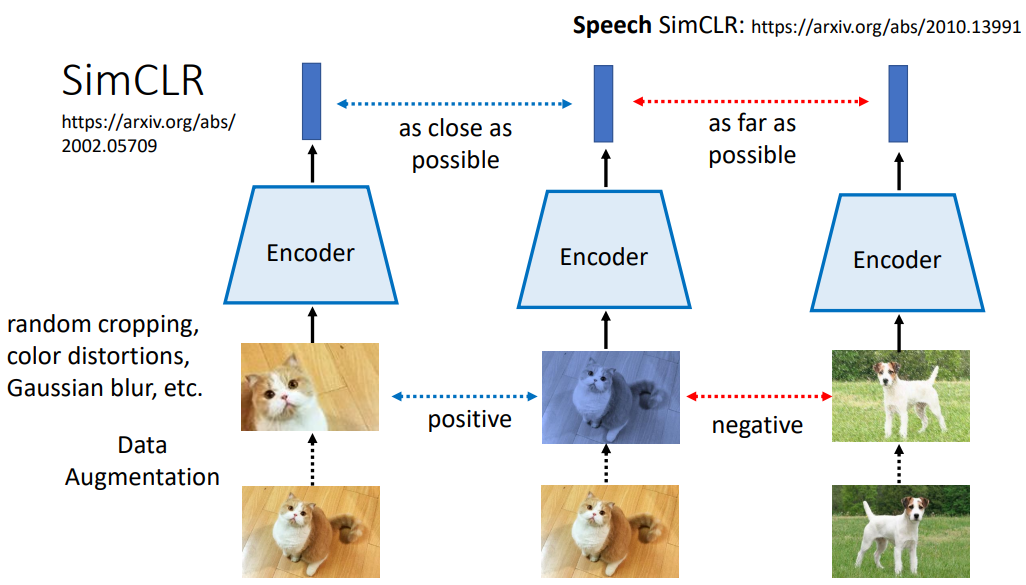 Speech SimCLR: https://arxiv.org/abs/2010.13991
SimCLR
https://arxiv.org/abs/
2002.05709
as close as
possible
as far as
possible
Encoder
Encoder
Encoder
random cropping,
color distortions,
Gaussian blur, etc.
positive
negative
Data
Augmentation